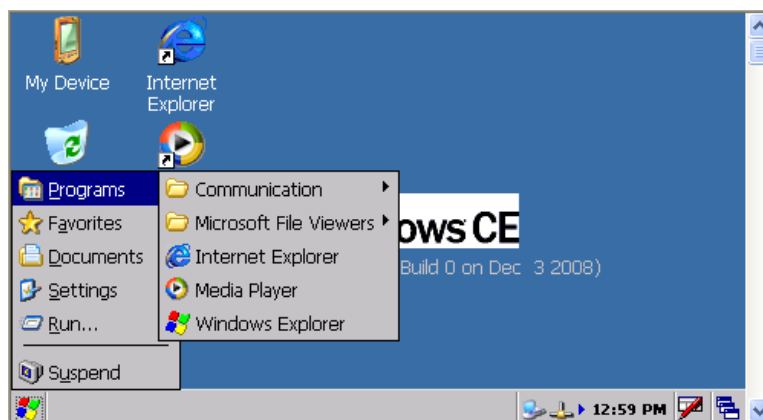 My Device
Internet
Explorer
Programs
Favorites
Documents
Settings
Run...
Suspend
Communication
Microsoft File Viewers
Internet Explorer
Media Player
Windows Explorer
ows CE
Build 0 on Dec 3 2008)
12:59 PM